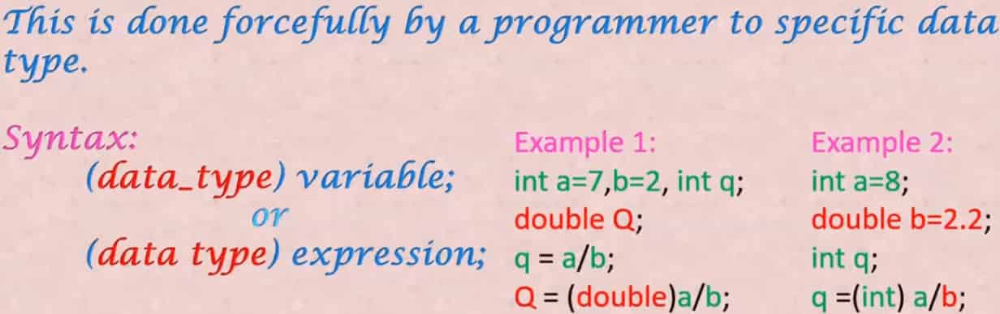 This is done forcefully by a programmer to specific data
type.
Syntax:
(data_type) variable;
or
(data type) expression;
Example 1:
int a=7,b=2, int q;
double Q;
q = a/b;
Q = (double)a/b;
Example 2:
int a=8;
double b=2.2;
int q;
q =(int) a/b;